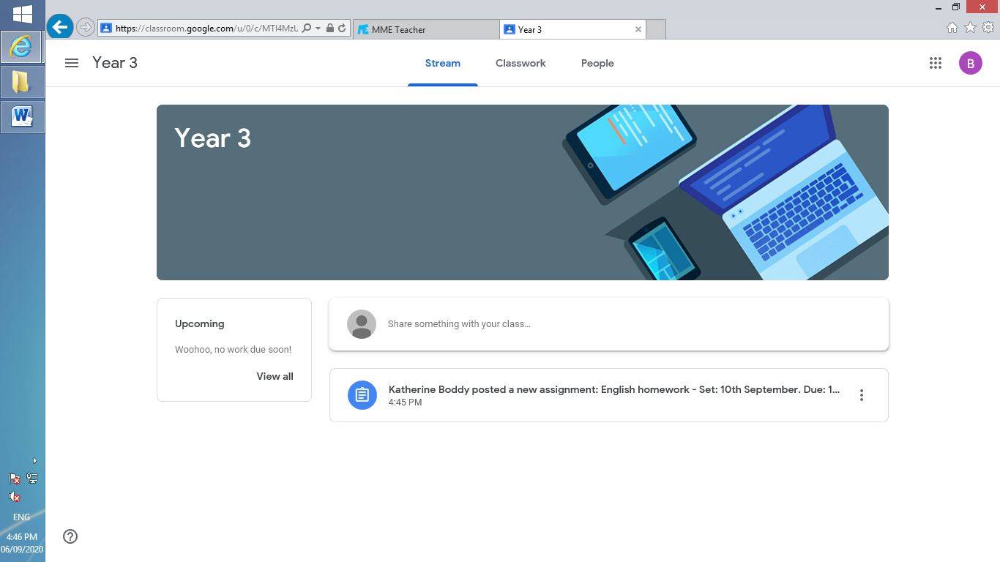 https://classroom.google.com/u/0/c/MTI4MzU
MME Teacher
Year 3
Year 3
Stream
Classwork
People
B
Year 3
Upcoming
Woohoo, no work due soon!
View all
Share something with your class...
Katherine Boddy posted a new assignment: English homework - Set: 10th September. Due: 1...
4:45 PM
ENG
4:46 PM
06/09/2020